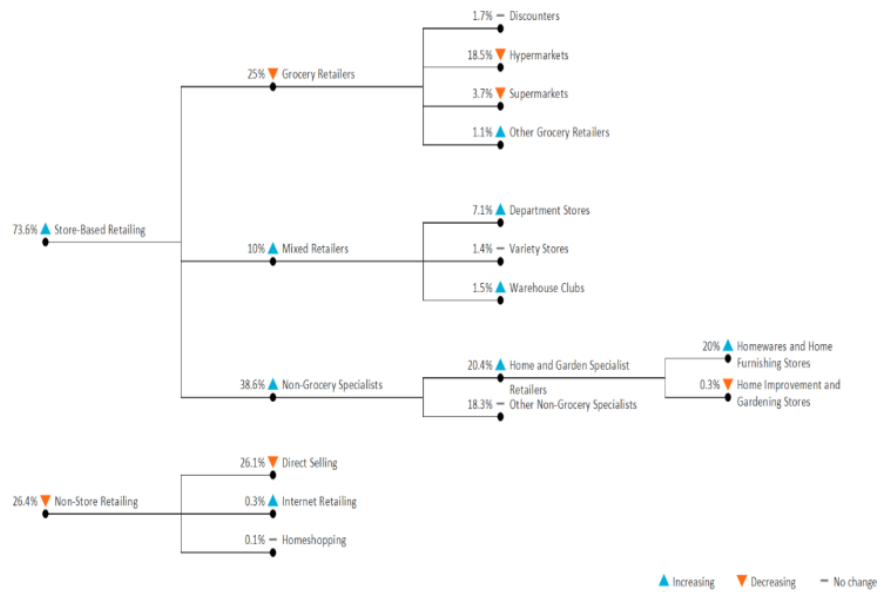 1.7% – Discounters
18.5% ▼ Hypermarkets
25% ▼ Grocery Retailers
3.7% ▼ Supermarkets
1.1% ▲ Other Grocery Retailers
73.6% ▲ Store-Based Retailing
7.1% ▲ Department Stores
10% ▲ Mixed Retailers
1.4% – Variety Stores
1.5% ▲ Warehouse Clubs
38.6% ▲ Non-Grocery Specialists
20.4% ▲ Home and Garden Specialist
Retailers
18.3% – Other Non-Grocery Specialists
20% ▲ Homewares and Home
Furnishing Stores
0.3% ▼ Home Improvement and
Gardening Stores
26.4% ▼ Non-Store Retailing
26.1% ▼ Direct Selling
0.3% ▲ Internet Retailing
0.1% – Homeshopping
▲ Increasing ▼ Decreasing – No change